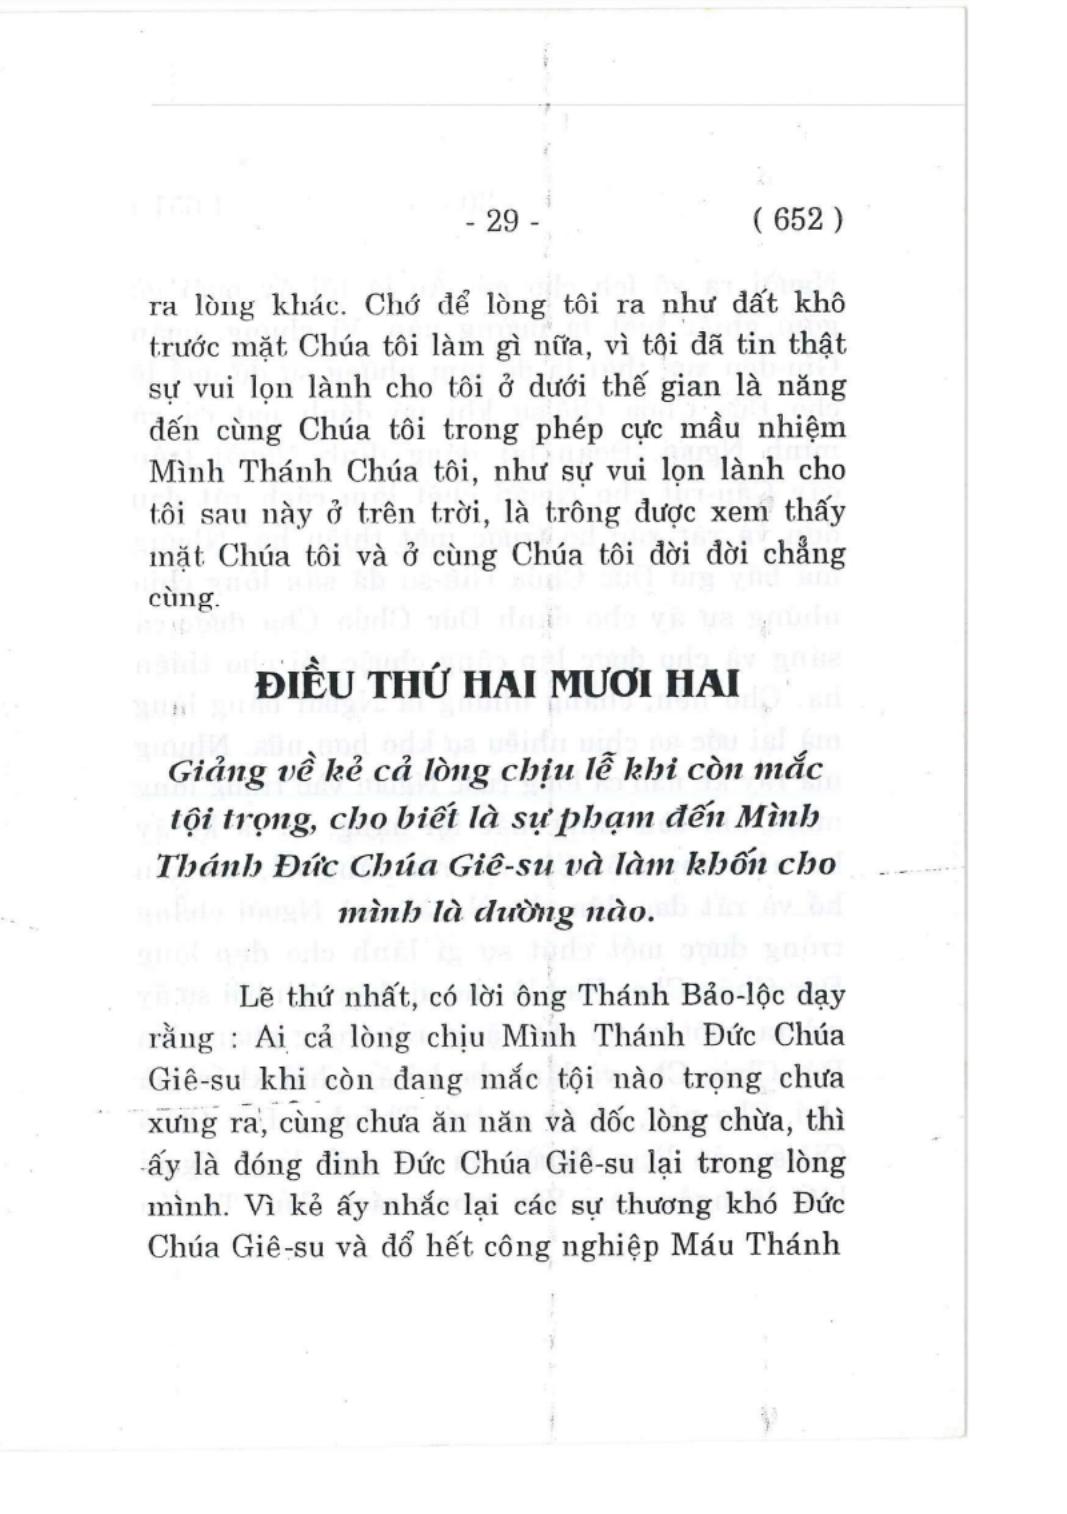 - 29 - ( 652 )
ra lòng khác. Chớ để lòng tôi ra như đất khô
trước mặt Chúa tôi làm gì nữa, vì tôi đã tin thật
sự vui lọn lành cho tôi ở dưới thế gian là năng
đến cùng Chúa tôi trong phép cực mầu nhiệm
Mình Thánh Chúa tôi, như sự vui lọn lành cho
tôi sau này ở trên trời, là trông được xem thấy
mặt Chúa tôi và ở cùng Chúa tôi đời đời chẳng
cùng.
ĐIỀU THỨ HAI MƯƠI HAI
Giảng về kẻ cả lòng chịu lễ khi còn mắc
tội trọng, cho biết là sự phạm đến Mình
Thánh Đức Chúa Giê-su và làm khốn cho
mình là dường nào.
Lẽ thứ nhất, có lời ông Thánh Bảo-lộc dạy
rằng : Ai cả lòng chịu Mình Thánh Đức Chúa
Giê-su khi còn đang mắc tội nào trọng chưa
xưng ra, cùng chưa ăn năn và dốc lòng chừa, thì
ấy là đóng đinh Đức Chúa Giê-su lại trong lòng
mình. Vì kẻ ấy nhắc lại các sự thương khó Đức
Chúa Giê-su và đổ hết công nghiệp Máu Thánh